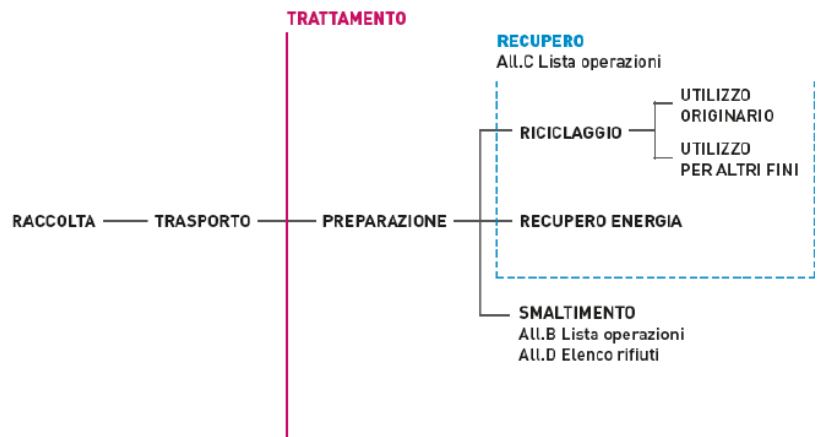 TRATTAMENTO
RECUPERO
All.C Lista operazioni
UTILIZZO
ORIGINARIO
RICICLAGGIO
UTILIZZO
PER ALTRI FINI
RACCOLTA
TRASPORTO
PREPARAZIONE
RECUPERO ENERGIA
SMALTIMENTO
All.B Lista operazioni
All.D Elenco rifiuti